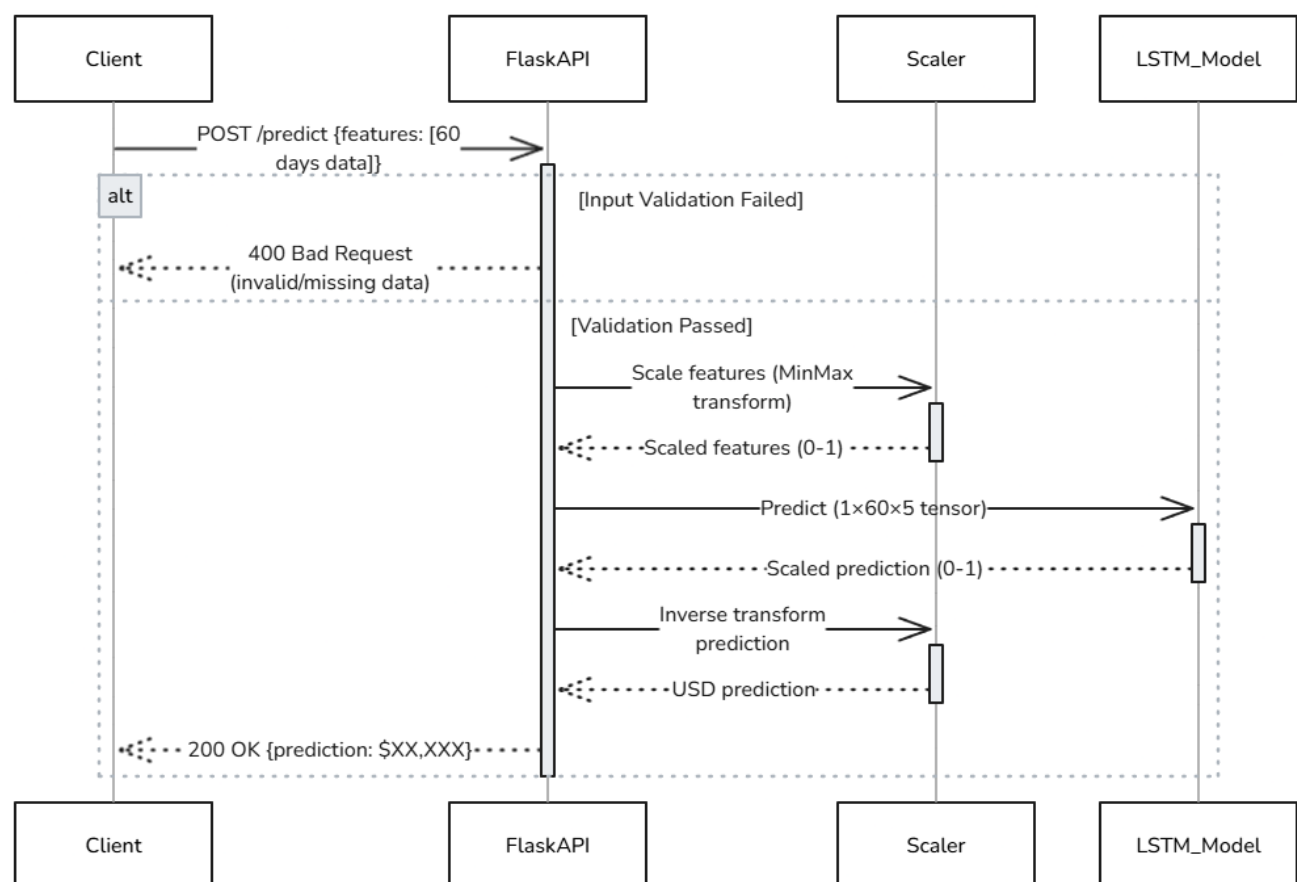 Client
FlaskAPI
Scaler
LSTM_Model
POST /predict {features: [60
days data]}
alt
[Input Validation Failed]
400 Bad Request
(invalid/missing data)
[Validation Passed]
Scale features (MinMax
transform)
Scaled features (0-1)
Predict (1×60×5 tensor)
Scaled prediction (0-1)
Inverse transform
prediction
USD prediction
200 OK {prediction: $XX,XXX}
Client
FlaskAPI
Scaler
LSTM_Model